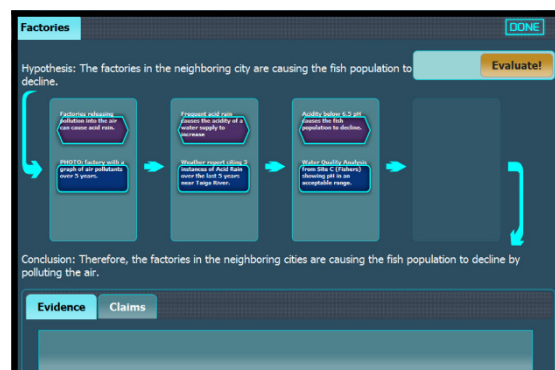 Factories
DONE
Hypothesis: The factories in the neighboring city are causing the fish population to
decline.
Evaluate!
Factories releasing
pollution into the air
can cause acid rain.
Frequent acid rain
causes the acidity of a
water supply to
increase
Acidity below 6.5 pH
causes the fish
population to decline.
PHOTO: factory with a
graph of air pollutants
over 5 years.
Weather report citing 2
instances of Acid Rain
over the last 5 years
near Taiga River.
Water Quality Analysis
from Site C (Fishers)
showing pH in an
acceptable range.
Conclusion: Therefore, the factories in the neighboring cities are causing the fish population to decline by
polluting the air.
Evidence
Claims